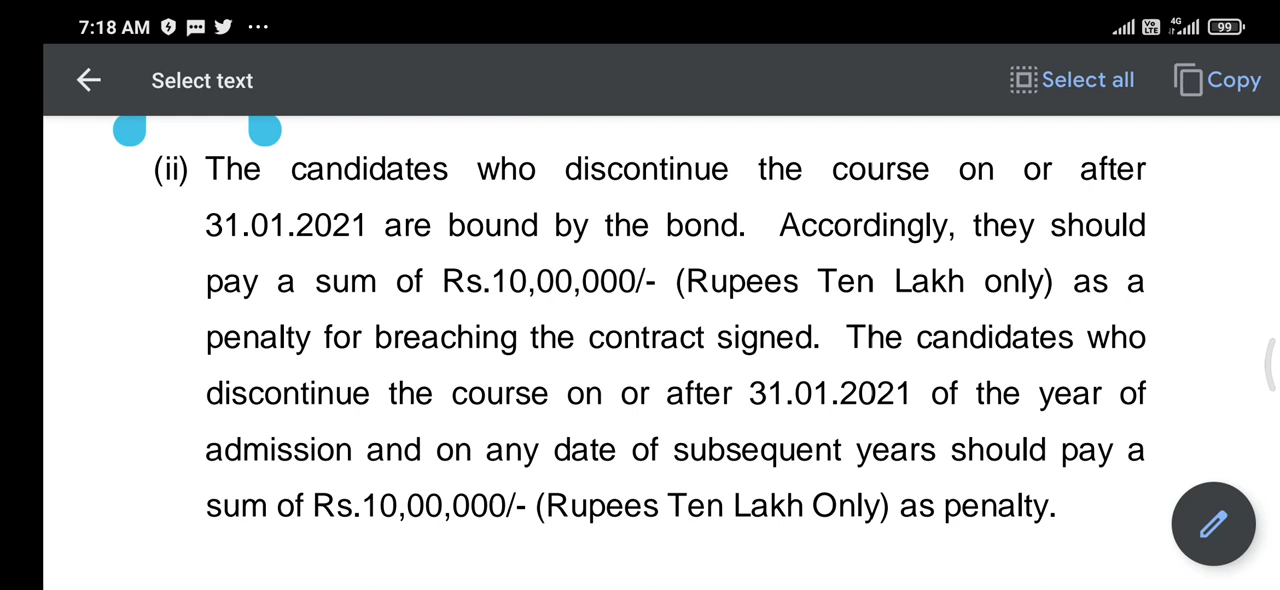 7:18 AM ...
4G 99
Select text
Select all Copy
(ii) The candidates who discontinue the course on or after
31.01.2021 are bound by the bond. Accordingly, they should
pay a sum of Rs.10,00,000/- (Rupees Ten Lakh only) as a
penalty for breaching the contract signed. The candidates who
discontinue the course on or after 31.01.2021 of the year of
admission and on any date of subsequent years should pay a
sum of Rs.10,00,000/- (Rupees Ten Lakh Only) as penalty.